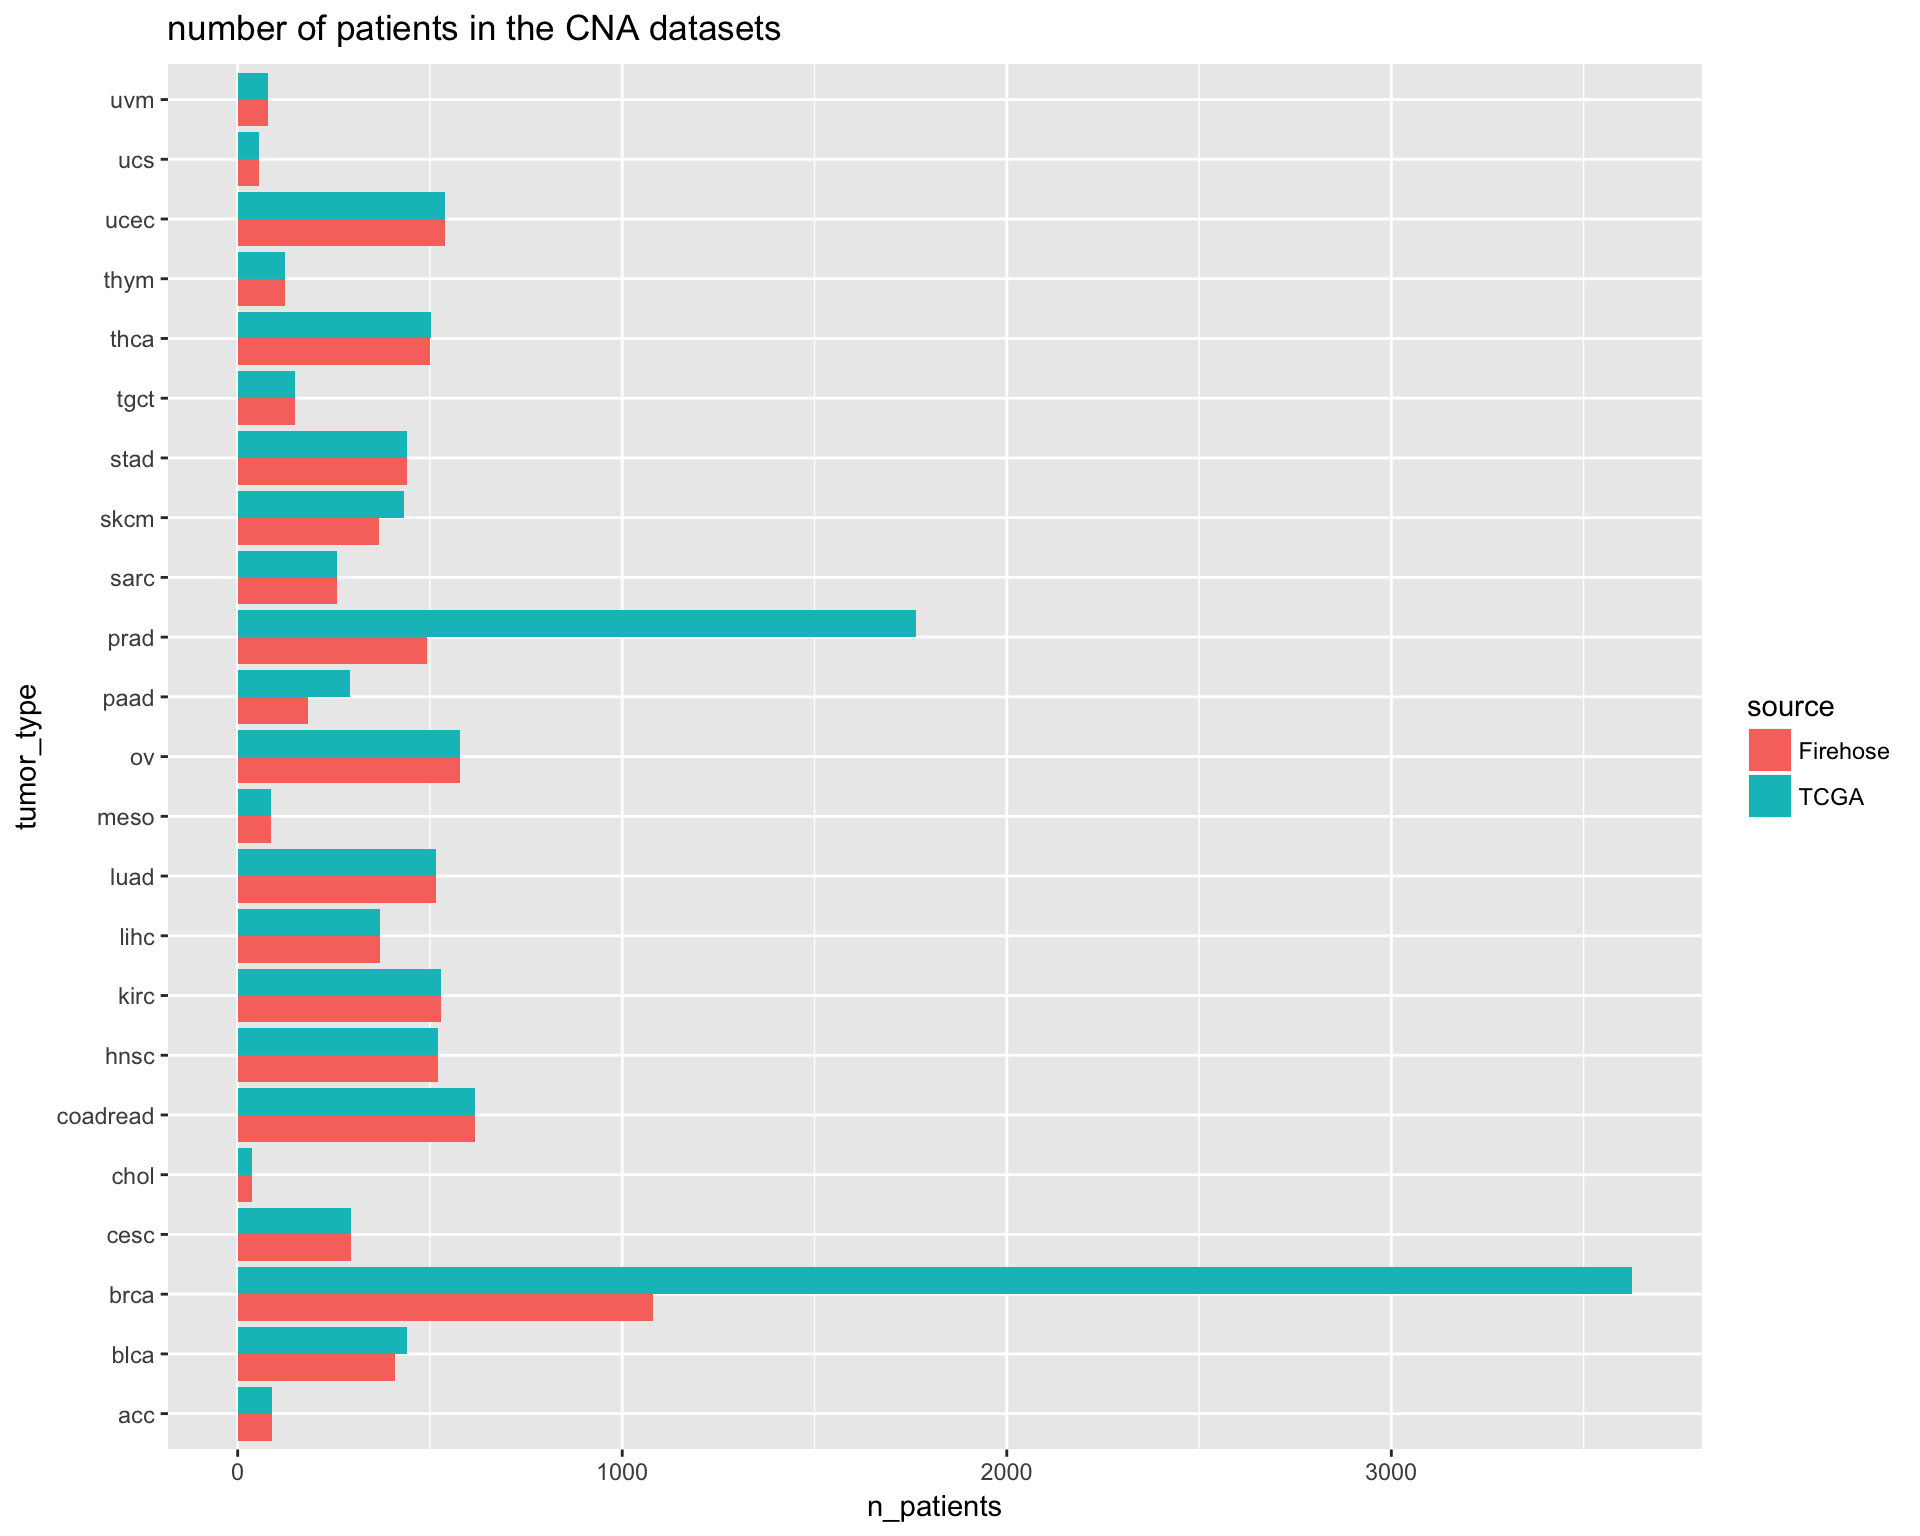 number of patients in the CNA datasets
uvm
ucs
ucec
thym
thca
tgct
stad
skcm
sarc
prad
paad
ov
meso
luad
lihc
kirc
hnsc
coadread
chol
cesc
brca
blca
acc
tumor_type
0 1000 2000 3000
n_patients
source
Firehose
TCGA